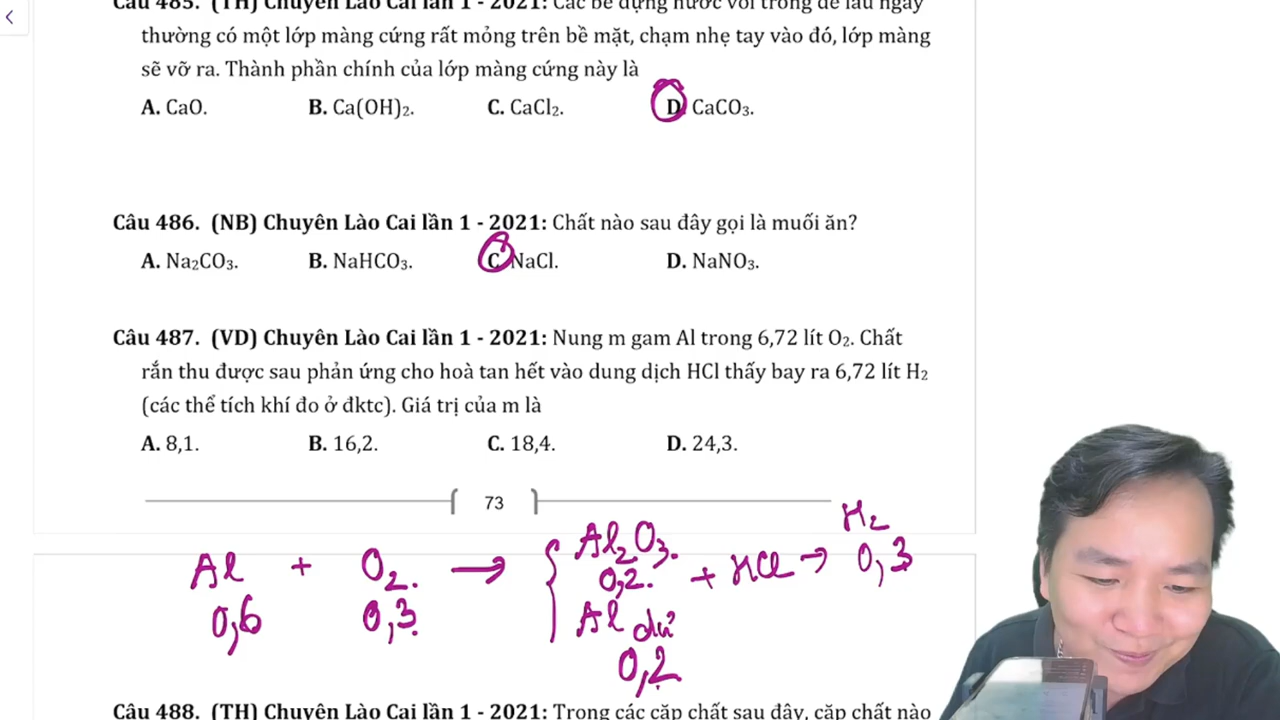 Câu 485. (TH) Chuyên Lào Cai lần 1 - 2021: Các bể đựng nước vôi trong để lâu ngày
thường có một lớp màng cứng rất mỏng trên bề mặt, chạm nhẹ tay vào đó, lớp màng
sẽ vỡ ra. Thành phần chính của lớp màng cứng này là
A. CaO. B. Ca(OH)₂. C. CaCl₂. D. CaCO₃.
Câu 486. (NB) Chuyên Lào Cai lần 1 - 2021: Chất nào sau đây gọi là muối ăn?
A. Na₂CO₃. B. NaHCO₃. C. NaCl. D. NaNO₃.
Câu 487. (VD) Chuyên Lào Cai lần 1 - 2021: Nung m gam Al trong 6,72 lít O₂. Chất
rắn thu được sau phản ứng cho hoà tan hết vào dung dịch HCl thấy bay ra 6,72 lít H₂
(các thể tích khí đo ở đktc). Giá trị của m là
A. 8,1. B. 16,2. C. 18,4. D. 24,3.
73
Al + O₂. → { Al₂O₃. + HCl → H₂
0,6 0,3. 0,2. 0,3
Al dư
0,2
Câu 488. (TH) Chuyên Lào Cai lần 1 - 2021: Trong các cặp chất sau đây, cặp chất nào